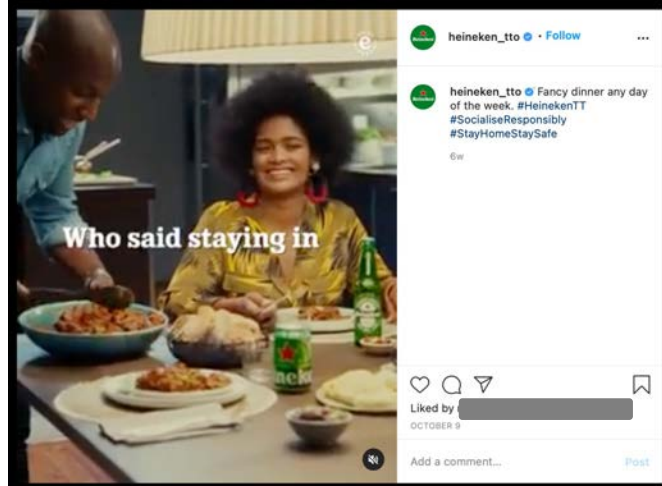 e
heineken_tto • Follow
...
Who said staying in
Heineken
heineken_tto Fancy dinner any day
of the week. #HeinekenTT
#SocialiseResponsibly
#StayHomeStaySafe
6w
Liked by
OCTOBER 9
Add a comment...
Post